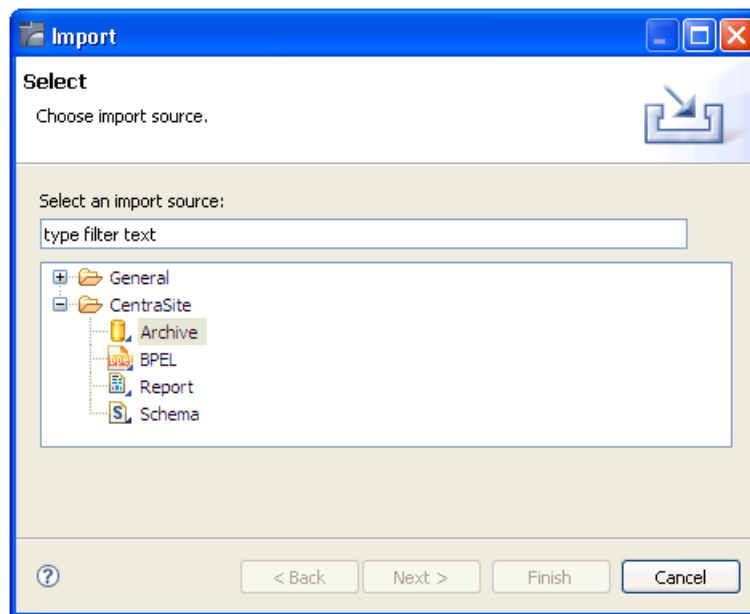 Import
Select
Choose import source.
Select an import source:
type filter text
General
CentraSite
Archive
BPEL
Report
S Schema
? < Back Next > Finish Cancel